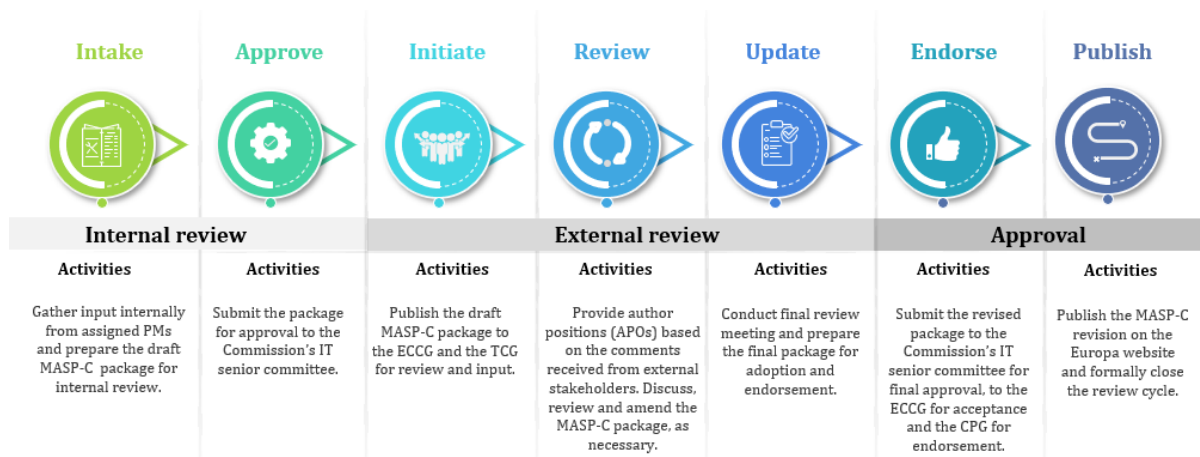 Intake
Approve
Initiate
Review
Update
Endorse
Publish
Internal review
External review
Approval
Activities
Gather input internally
from assigned PMs
and prepare the draft
MASP-C package for
internal review.
Activities
Submit the package
for approval to the
Commission's IT
senior committee.
Activities
Publish the draft
MASP-C package to
the ECCG and the TCG
for review and input.
Activities
Provide author
positions (APOs) based
on the comments
received from external
stakeholders. Discuss,
review and amend the
MASP-C package, as
necessary.
Activities
Conduct final review
meeting and prepare
the final package for
adoption and
endorsement.
Activities
Submit the revised
package to the
Commission's IT
senior committee for
final approval, to the
ECCG for acceptance
and the CPG for
endorsement.
Activities
Publish the MASP-C
revision on the
Europa website
and formally close
the review cycle.